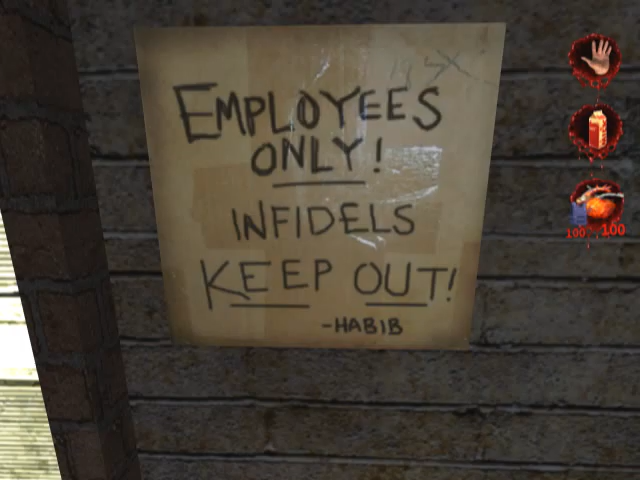 EMPLOYEES
ONLY!
INFIDELS
KEEP OUT!
-HABIB
100
100